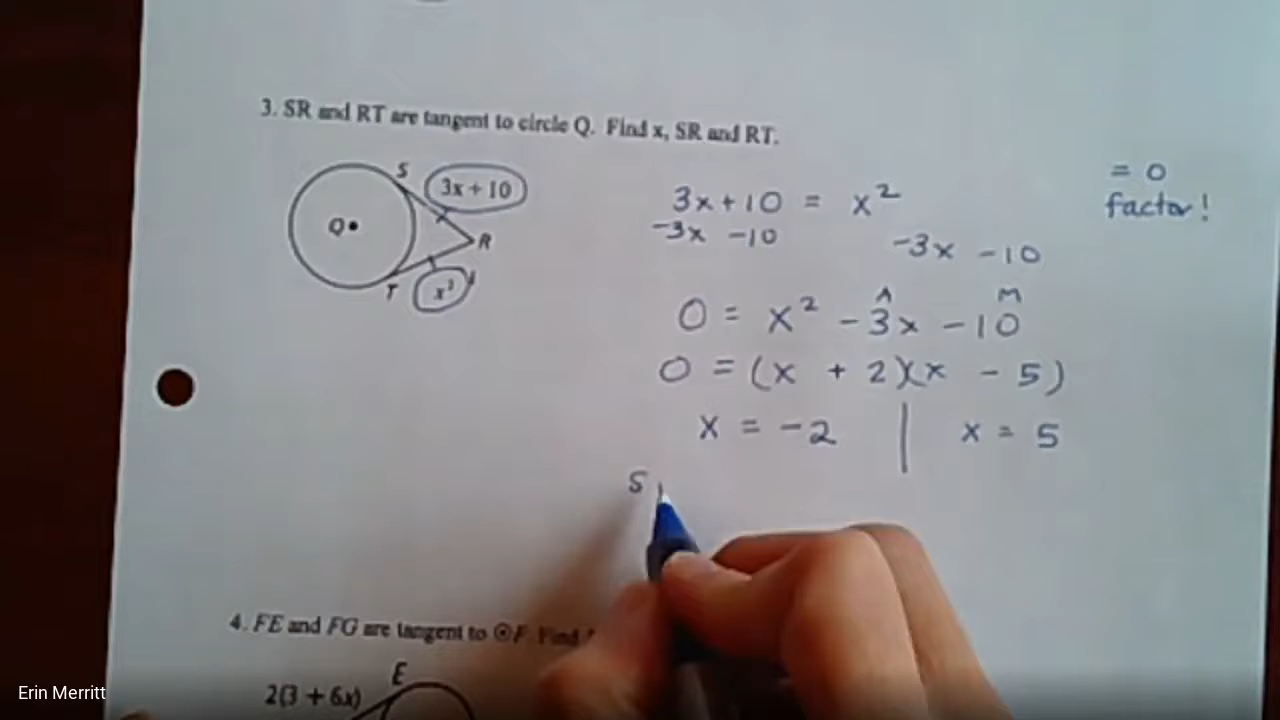 3. SR and RT are tangent to circle Q. Find x, SR and RT.
S
3x + 10
Q
R
T
x²
= 0
factor!
3x + 10 = x²
-3x -10
-3x -10
A M
0 = x² - 3x - 10
0 = (x + 2)(x - 5)
x = -2 | x = 5
S
4. FE and FG are tangent to ⊙F. Find
E
2(3 + 6x)
Erin Merritt